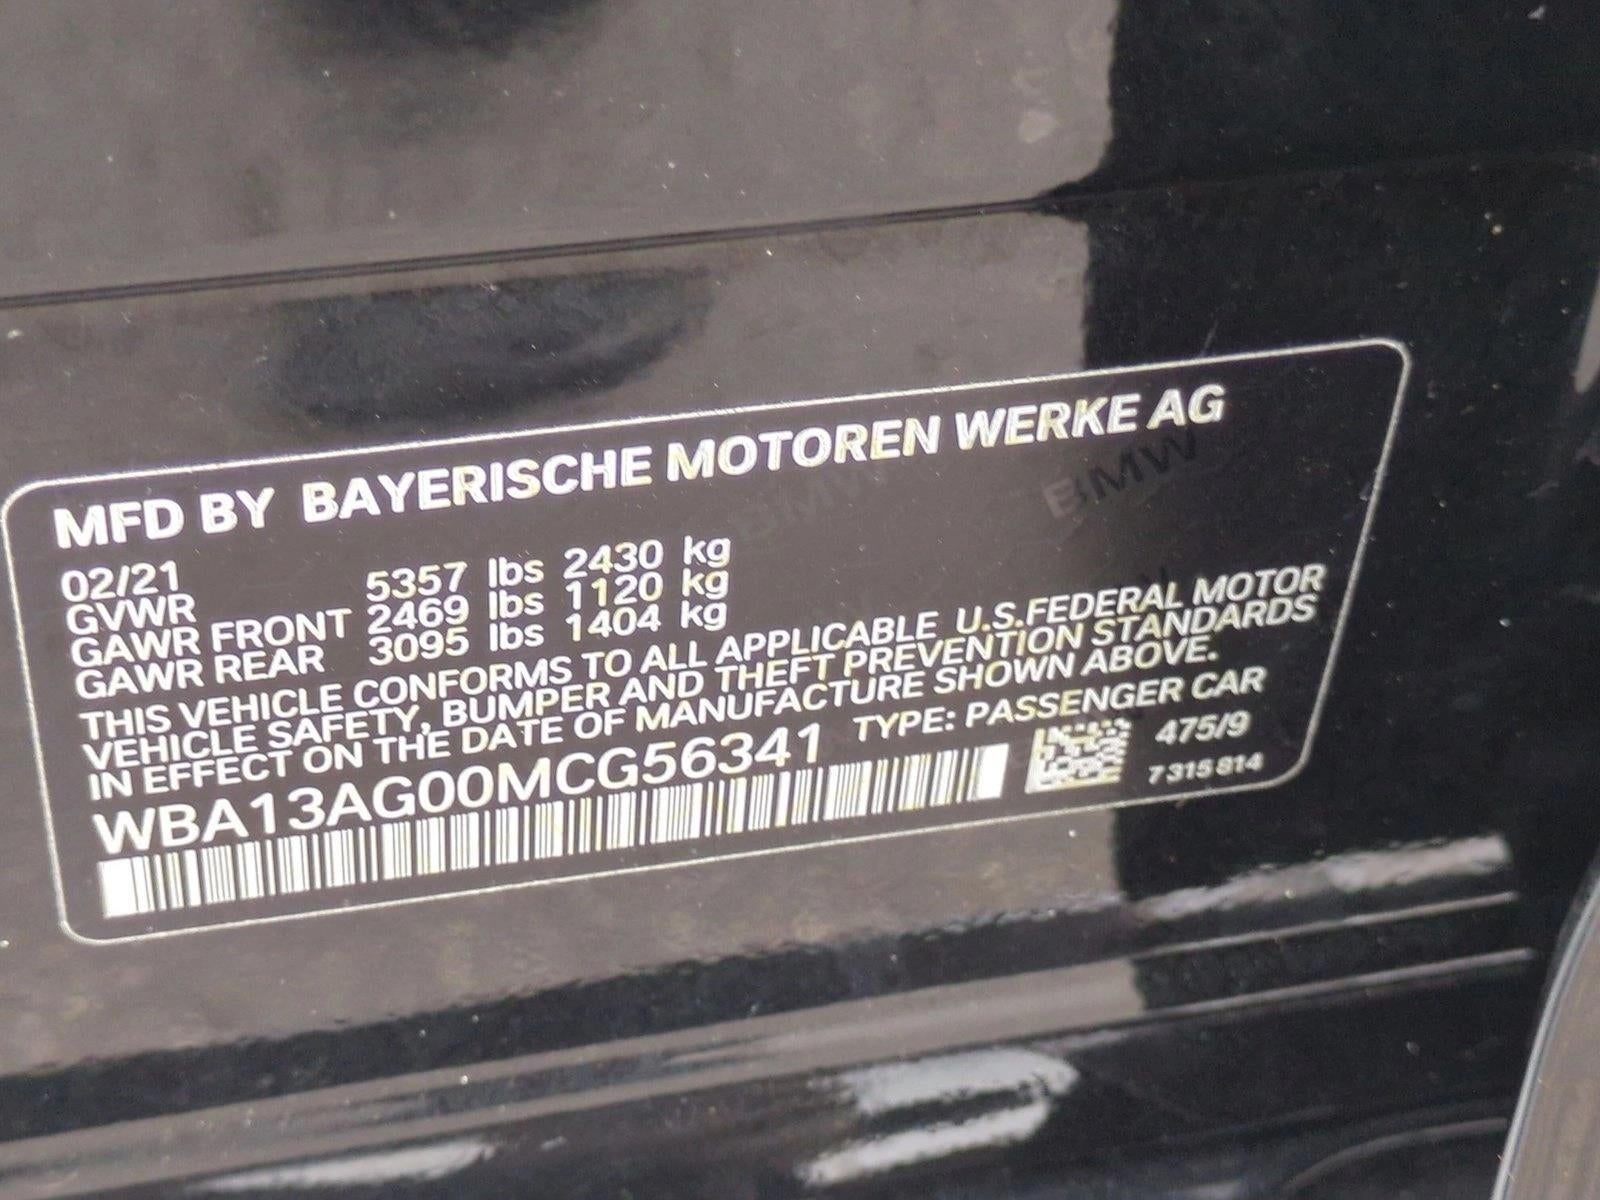 MFD BY BAYERISCHE MOTOREN WERKE AG
02/21
GVWR 5357 lbs 2430 kg
GAWR FRONT 2469 lbs 1120 kg
GAWR REAR 3095 lbs 1404 kg
THIS VEHICLE CONFORMS TO ALL APPLICABLE U.S.FEDERAL MOTOR
VEHICLE SAFETY, BUMPER AND THEFT PREVENTION STANDARDS
IN EFFECT ON THE DATE OF MANUFACTURE SHOWN ABOVE.
WBA13AG00MCG56341 TYPE: PASSENGER CAR
475/9
7 315 814
BMW
BMW